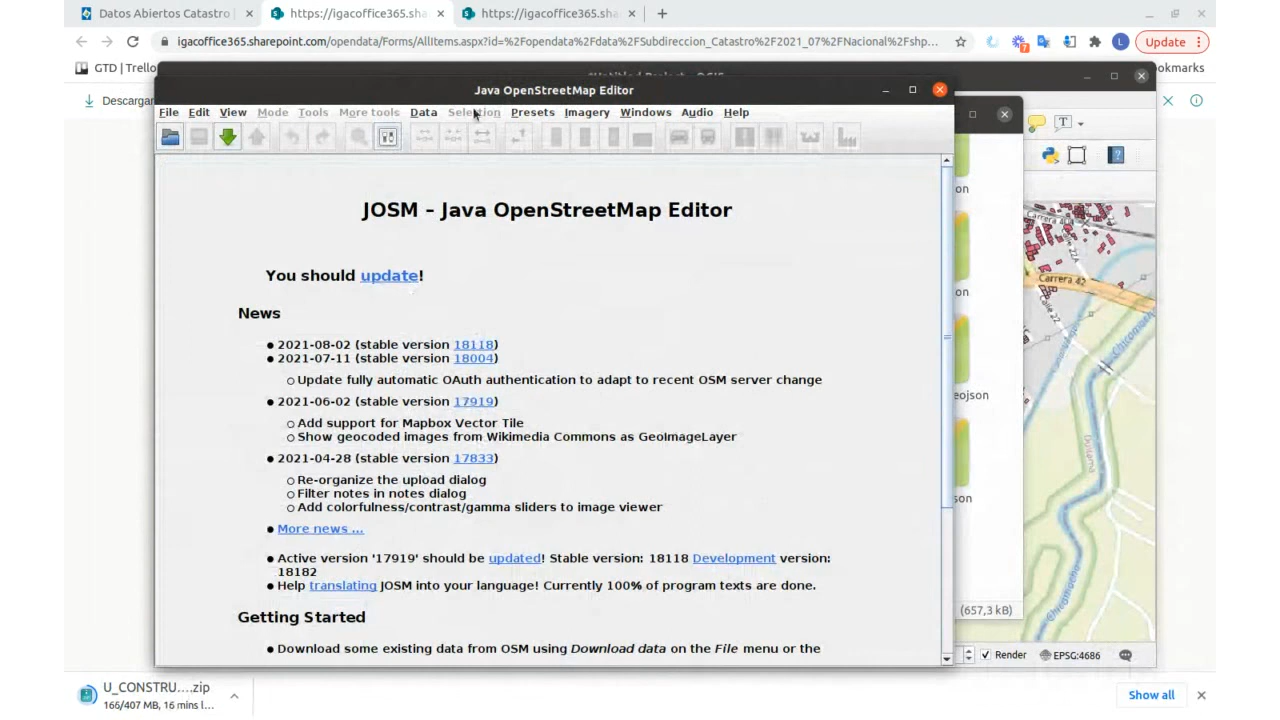 Datos Abiertos Catastro
https://igacoffice365.sha
https://igacoffice365.sha
igacoffice365.sharepoint.com/opendata/Forms/AllItems.aspx?id=%2Fopendata%2Fdata%2FSubdireccion_Catastro%2F2021_07%2FNacional%2Fshp...
7
L
Update
GTD | Trello
okmarks
Descargar
Java OpenStreetMap Editor
File Edit View Mode Tools More tools Data Selection Presets Imagery Windows Audio Help
JOSM – Java OpenStreetMap Editor
You should update!
News
2021-08-02 (stable version 18118)
2021-07-11 (stable version 18004)
Update fully automatic OAuth authentication to adapt to recent OSM server change
2021-06-02 (stable version 17919)
Add support for Mapbox Vector Tile
Show geocoded images from Wikimedia Commons as GeoImageLayer
2021-04-28 (stable version 17833)
Re-organize the upload dialog
Filter notes in notes dialog
Add colorfulness/contrast/gamma sliders to image viewer
More news ...
Active version '17919' should be updated! Stable version: 18118 Development version:
18182
Help translating JOSM into your language! Currently 100% of program texts are done.
Getting Started
Download some existing data from OSM using Download data on the File menu or the
on
on
eojson
son
(657,3 kB)
T
Carrera 42
Calle 22
Chicamocha
Chicamocha
Render
EPSG:4686
U_CONSTRU....zip
166/407 MB, 16 mins l...
Show all